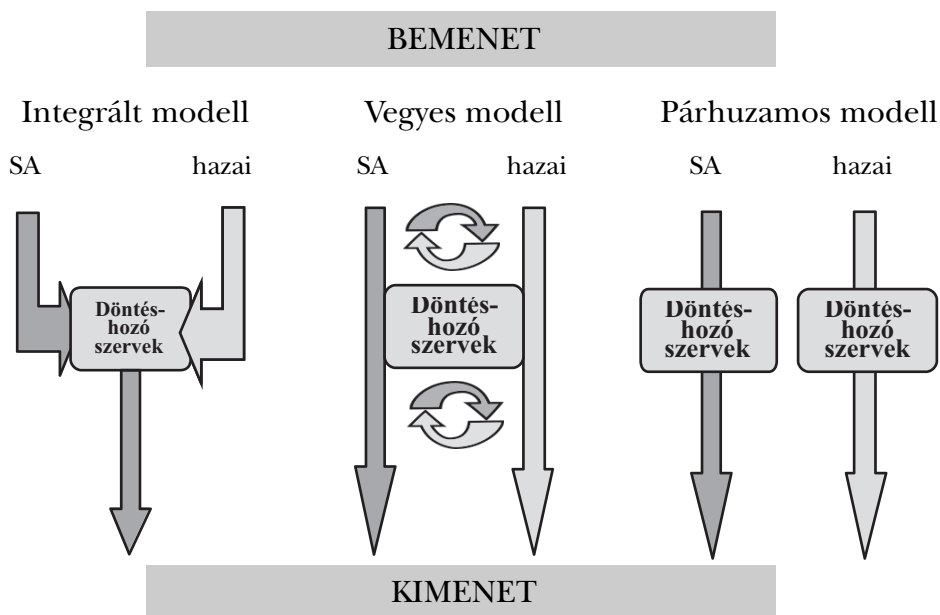 BEMENET
Integrált modell
Vegyes modell
Párhuzamos modell
SA
hazai
SA
hazai
SA
hazai
Döntés-
hozó
szervek
Döntés-
hozó
szervek
Döntés-
hozó
szervek
Döntés-
hozó
szervek
KIMENET